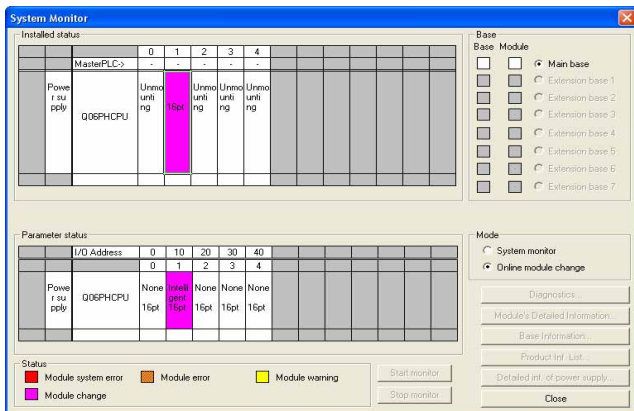 System Monitor
Installed status
0 1 2 3 4
MasterPLC-> - - - - -
Powe
r su
pply
Q06PHCPU
Unmo
unti
ng
16pt
Unmo
unti
ng
Unmo
unti
ng
Unmo
unti
ng
Base
Base Module
Main base
Extension base 1
Extension base 2
Extension base 3
Extension base 4
Extension base 5
Extension base 6
Extension base 7
Parameter status
I/O Address 0 10 20 30 40
0 1 2 3 4
Powe
r su
pply
Q06PHCPU
None
16pt
Intelli
gent
16pt
None
16pt
None
16pt
None
16pt
Mode
System monitor
Online module change
Diagnostics...
Module's Detailed Information...
Base Information...
Product Inf. List...
Detailed inf. of power supply...
Close
Status
Module system error
Module error
Module warning
Module change
Start monitor
Stop monitor